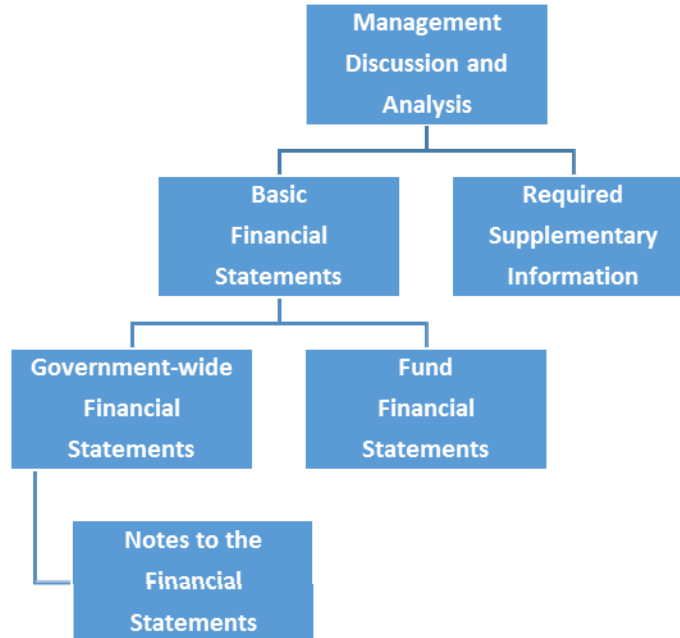 Management
Discussion and
Analysis
Basic
Financial
Statements
Required
Supplementary
Information
Government-wide
Financial
Statements
Fund
Financial
Statements
Notes to the
Financial
Statements